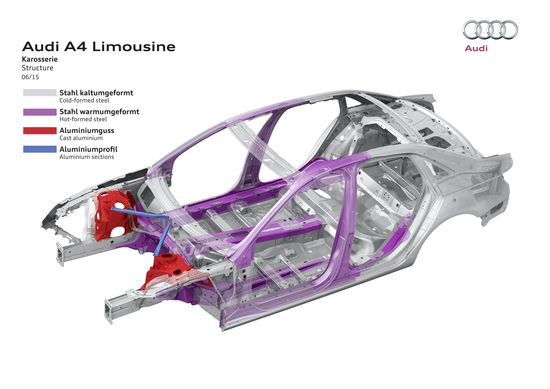 Audi A4 Limousine
Karosserie
Structure
06/15
Audi
Stahl kaltumgeformt
Cold-formed steel
Stahl warmumgeformt
Hot-formed steel
Aluminiumguss
Cast aluminium
Aluminiumprofil
Aluminium sections